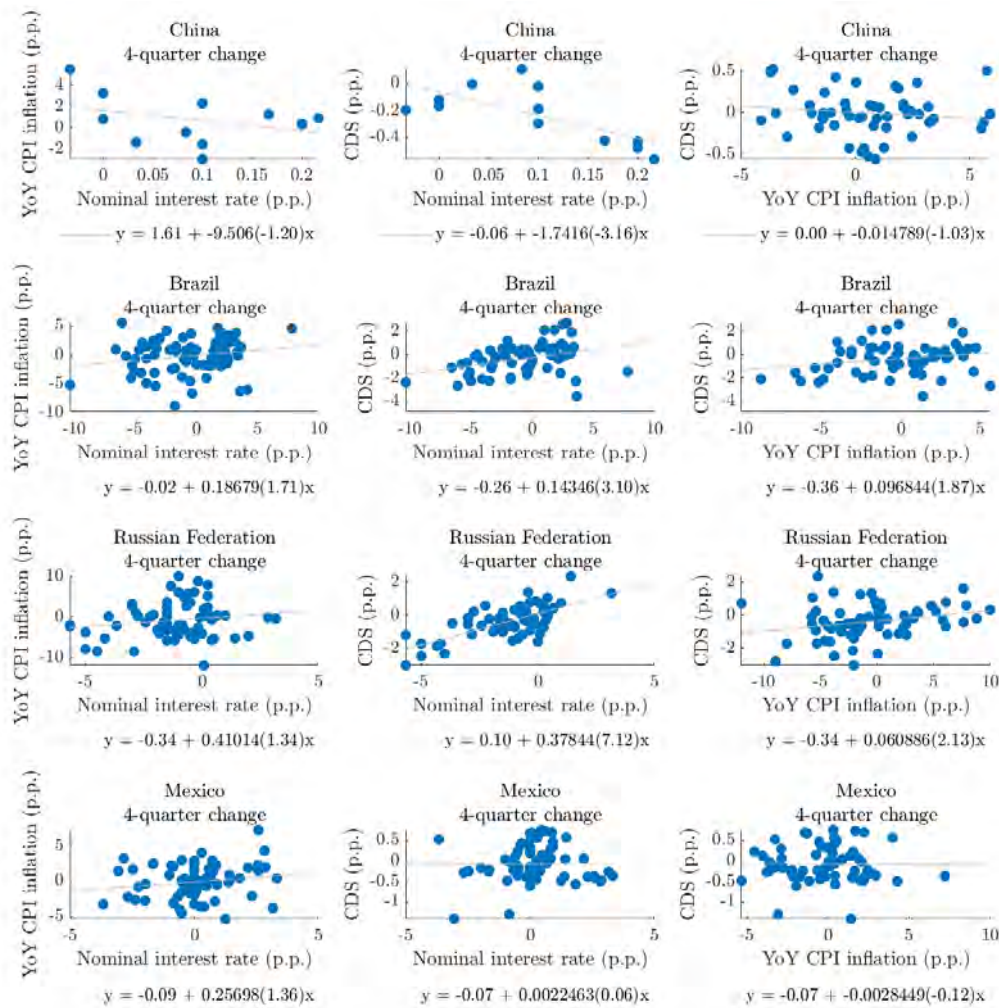 China
4-quarter change
YoY CPI inflation (p.p.)
4
2
0
-2
0 0.05 0.1 0.15 0.2
Nominal interest rate (p.p.)
y = 1.61 + -9.506(-1.20)x
China
4-quarter change
CDS (p.p.)
0
-0.2
-0.4
0 0.05 0.1 0.15 0.2
Nominal interest rate (p.p.)
y = -0.06 + -1.7416(-3.16)x
China
4-quarter change
CDS (p.p.)
0.5
0
-0.5
-5 0 5
YoY CPI inflation (p.p.)
y = 0.00 + -0.014789(-1.03)x
Brazil
4-quarter change
YoY CPI inflation (p.p.)
5
0
-5
-10
-10 -5 0 5 10
Nominal interest rate (p.p.)
y = -0.02 + 0.18679(1.71)x
Brazil
4-quarter change
CDS (p.p.)
2
0
-2
-4
-10 -5 0 5 10
Nominal interest rate (p.p.)
y = -0.26 + 0.14346(3.10)x
Brazil
4-quarter change
CDS (p.p.)
2
0
-2
-4
-10 -5 0 5
YoY CPI inflation (p.p.)
y = -0.36 + 0.096844(1.87)x
Russian Federation
4-quarter change
YoY CPI inflation (p.p.)
10
0
-10
-5 0 5
Nominal interest rate (p.p.)
y = -0.34 + 0.41014(1.34)x
Russian Federation
4-quarter change
CDS (p.p.)
2
0
-2
-5 0 5
Nominal interest rate (p.p.)
y = 0.10 + 0.37844(7.12)x
Russian Federation
4-quarter change
CDS (p.p.)
2
0
-2
-10 -5 0 5 10
YoY CPI inflation (p.p.)
y = -0.34 + 0.060886(2.13)x
Mexico
4-quarter change
YoY CPI inflation (p.p.)
5
0
-5
-5 0 5
Nominal interest rate (p.p.)
y = -0.09 + 0.25698(1.36)x
Mexico
4-quarter change
CDS (p.p.)
0.5
0
-0.5
-1
-5 0 5
Nominal interest rate (p.p.)
y = -0.07 + 0.0022463(0.06)x
Mexico
4-quarter change
CDS (p.p.)
0.5
0
-0.5
-1
-5 0 5 10
YoY CPI inflation (p.p.)
y = -0.07 + -0.0028449(-0.12)x